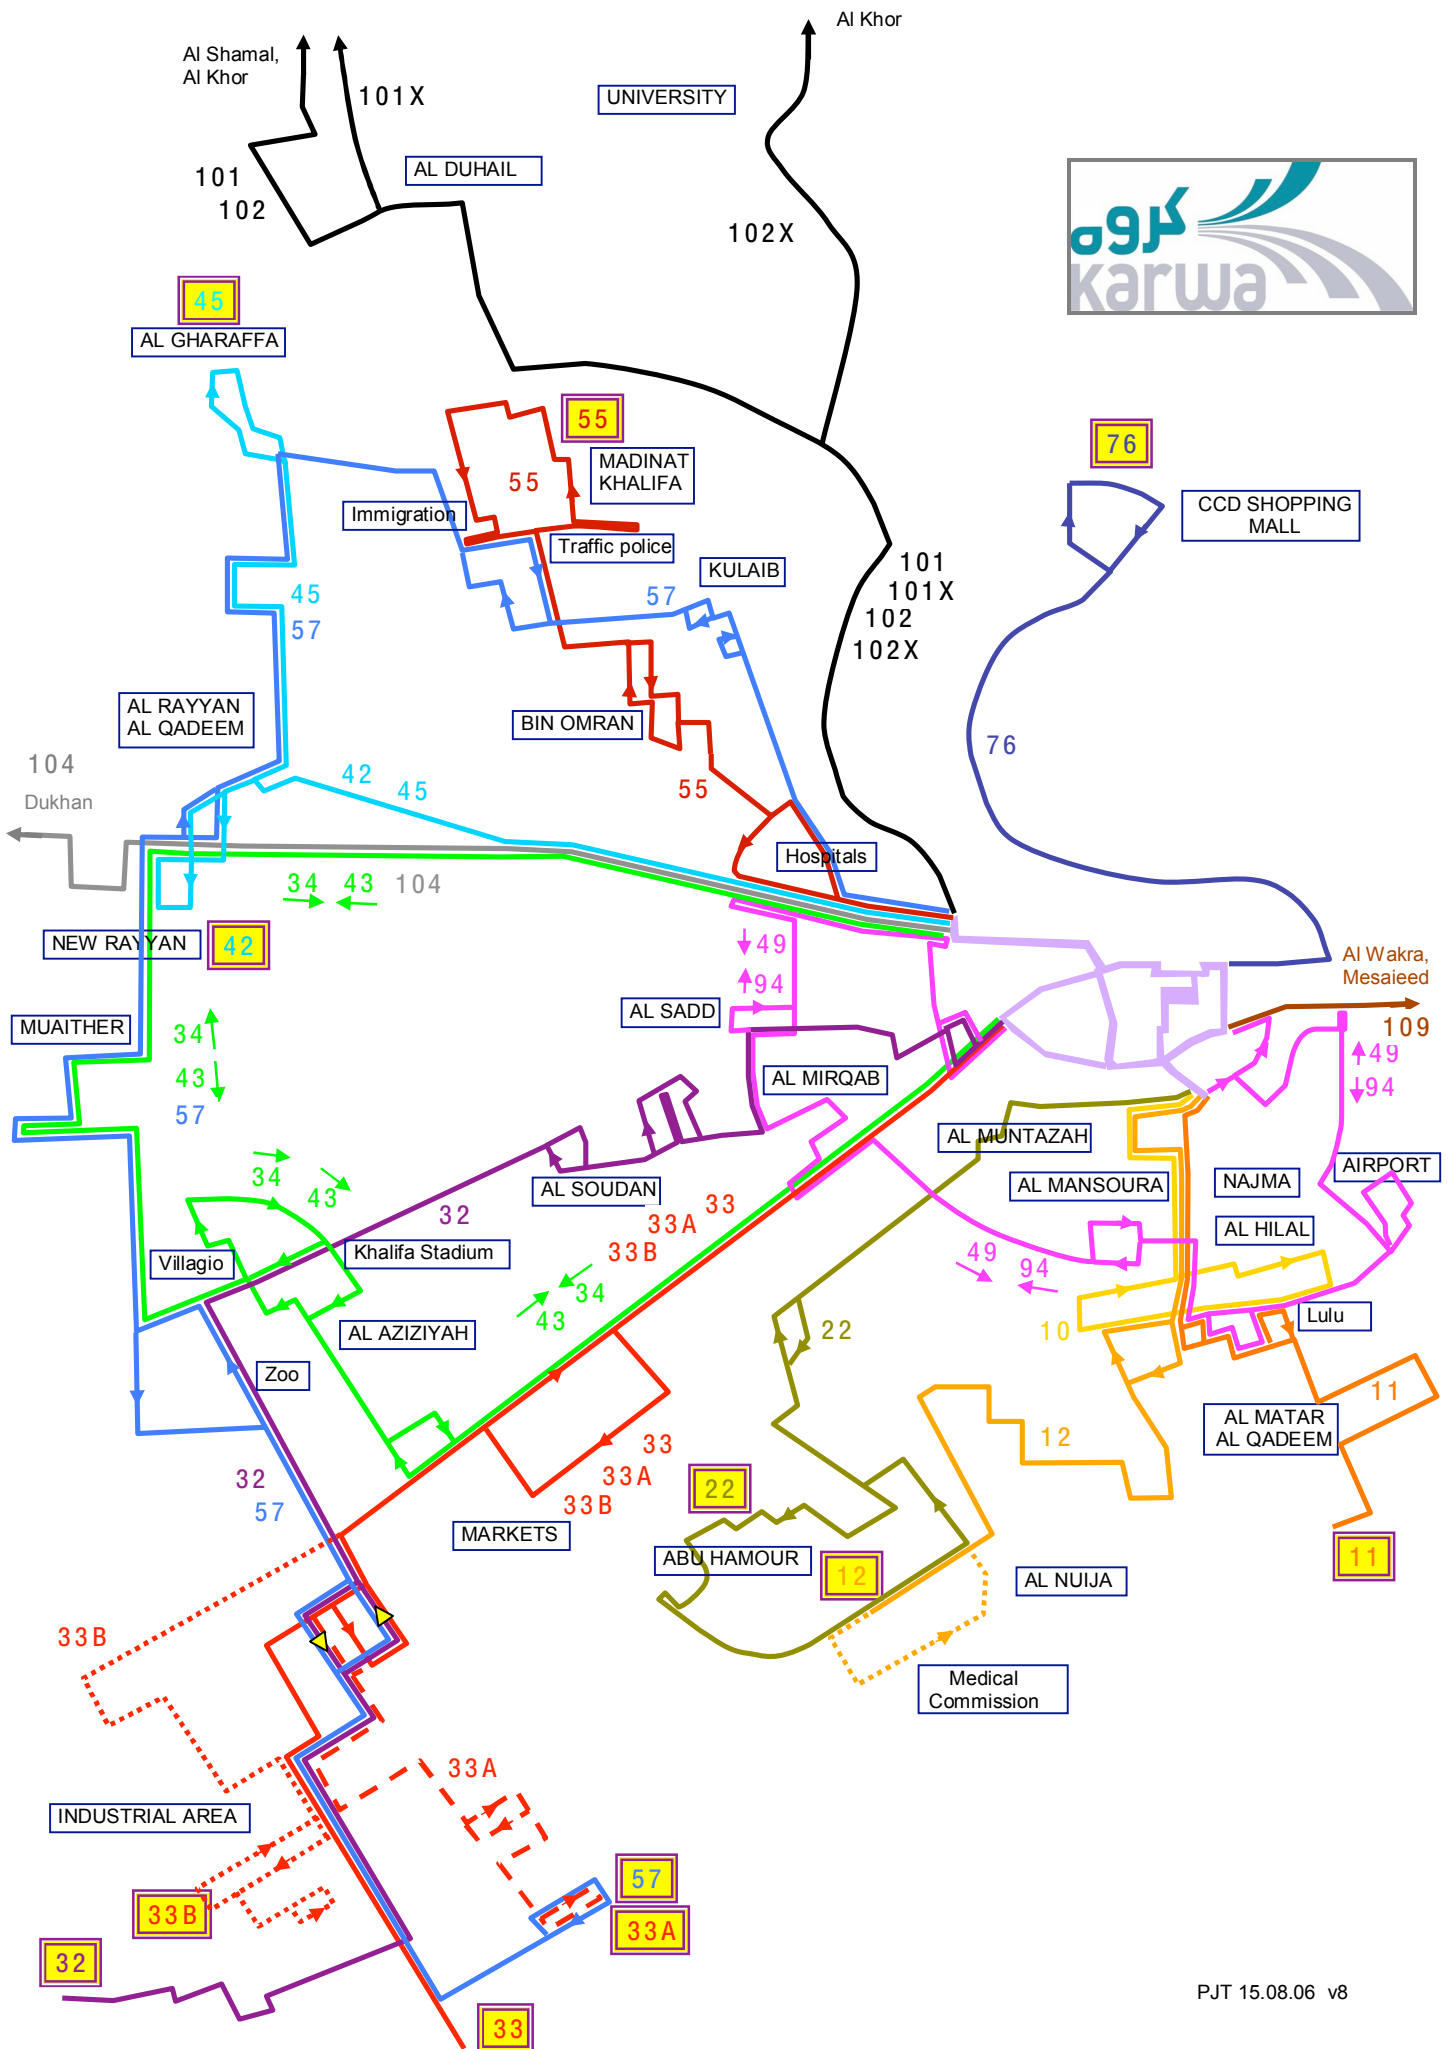 Al Khor
Al Shamal,
Al Khor
101X
UNIVERSITY
AL DUHAIL
101
102
102X
كروه
karwa
45
AL GHARAFFA
55
MADINAT
KHALIFA
55
76
CCD SHOPPING
MALL
Immigration
Traffic police
KULAIB
57
101
101X
102
102X
45
57
AL RAYYAN
AL QADEEM
BIN OMRAN
76
104
Dukhan
42
45
55
Hospitals
34
43
104
NEW RAYYAN
42
49
94
Al Wakra,
Mesaieed
109
MUAITHER
34
43
57
AL SADD
49
94
AL MIRQAB
AL MUNTAZAH
AL MANSOURA
NAJMA
AIRPORT
34
43
AL SOUDAN
32
33
33A
33B
AL HILAL
Villagio
Khalifa Stadium
49
94
34
43
AL AZIZIYAH
22
10
Lulu
Zoo
11
AL MATAR
AL QADEEM
12
33
33A
33B
32
57
22
MARKETS
ABU HAMOUR
12
AL NUIJA
11
33B
Medical
Commission
33A
INDUSTRIAL AREA
57
33B
33A
32
33
PJT 15.08.06 v8